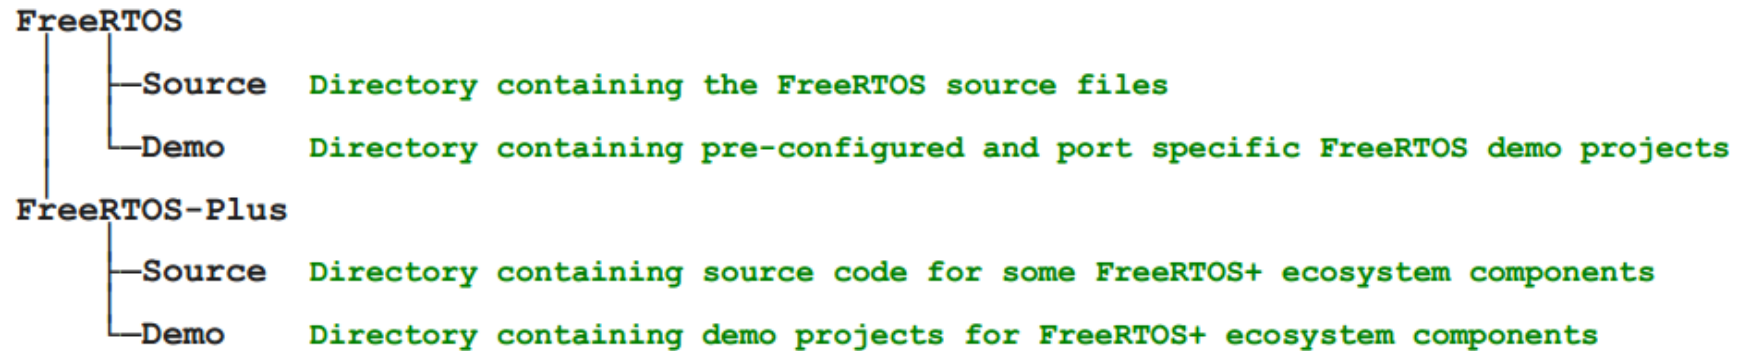 FreeRTOS
Source Directory containing the FreeRTOS source files
Demo Directory containing pre-configured and port specific FreeRTOS demo projects
FreeRTOS-Plus
Source Directory containing source code for some FreeRTOS+ ecosystem components
Demo Directory containing demo projects for FreeRTOS+ ecosystem components